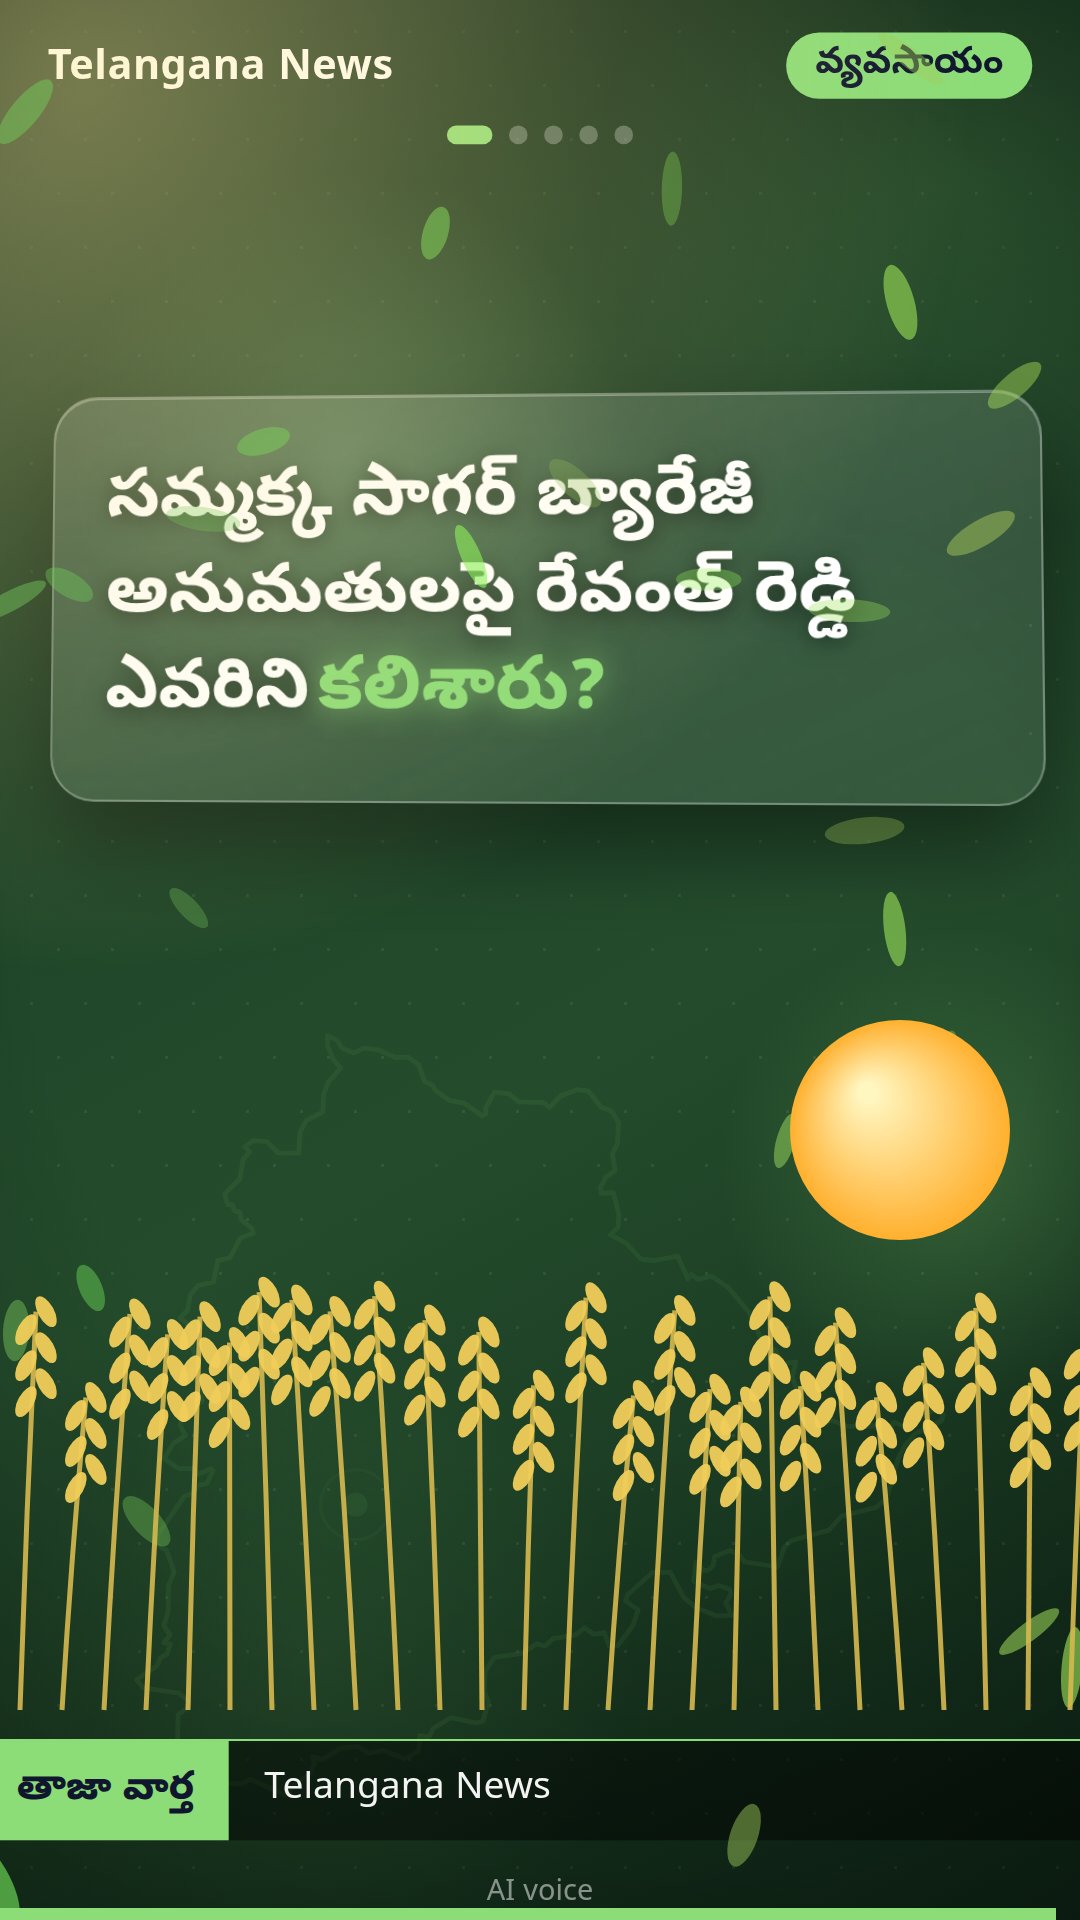 Telangana News
వ్యవసాయం
సమ్మక్క సాగర్ బ్యారేజీ
అనుమతులపై రేవంత్ రెడ్డి
ఎవరిని కలిశారు?
తాజా వార్త
Telangana News
AI voice